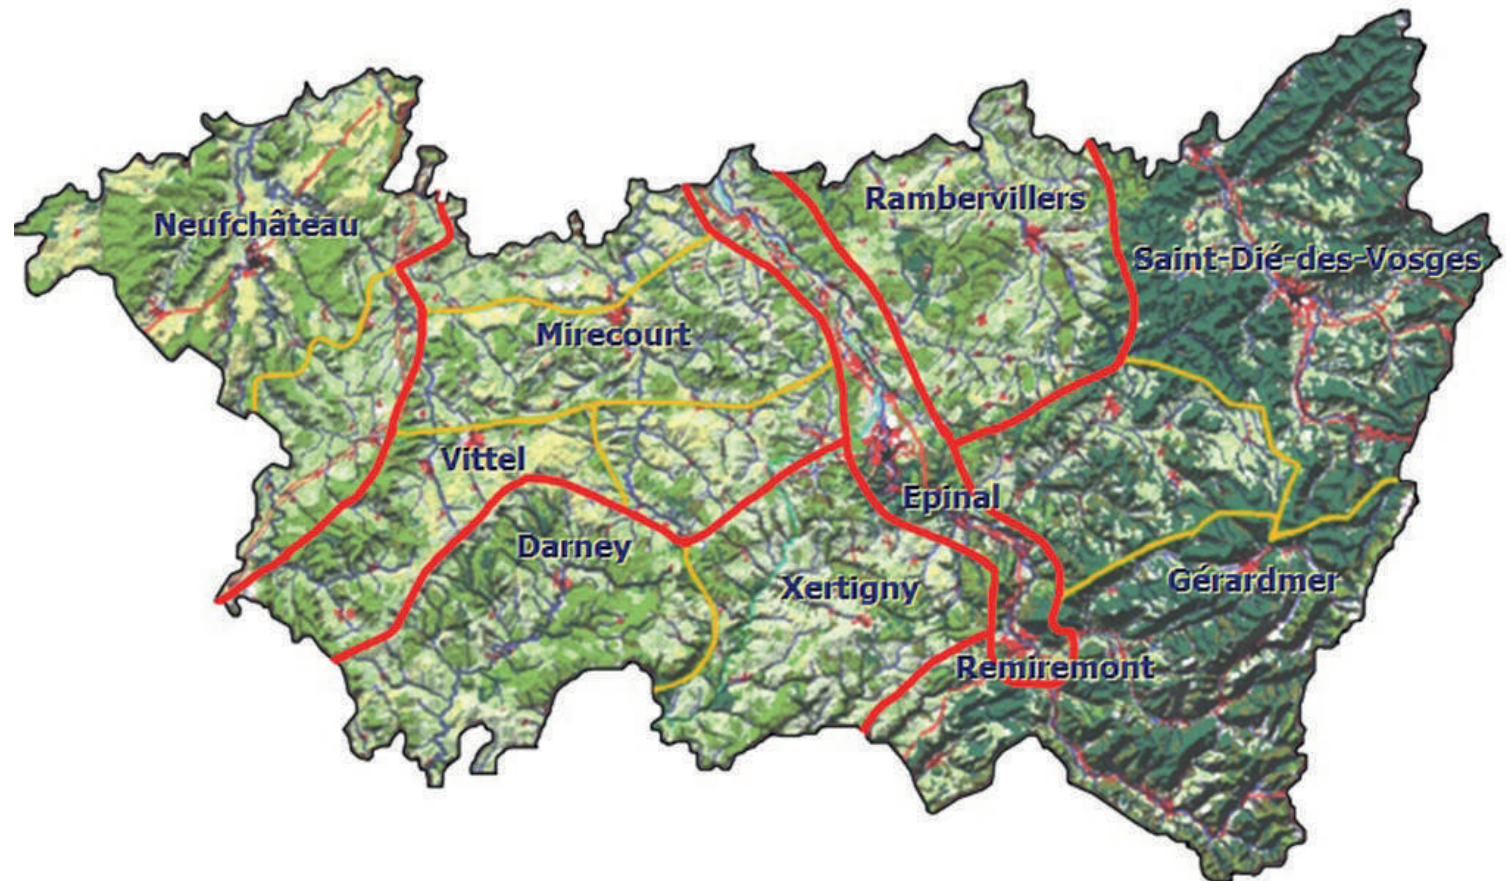 Rambervillers
Neufchâteau
Saint-Dié-des-Vosges
Mirecourt
Vittel
Epinal
Darney
Xertigny
Gérardmer
Remiremont